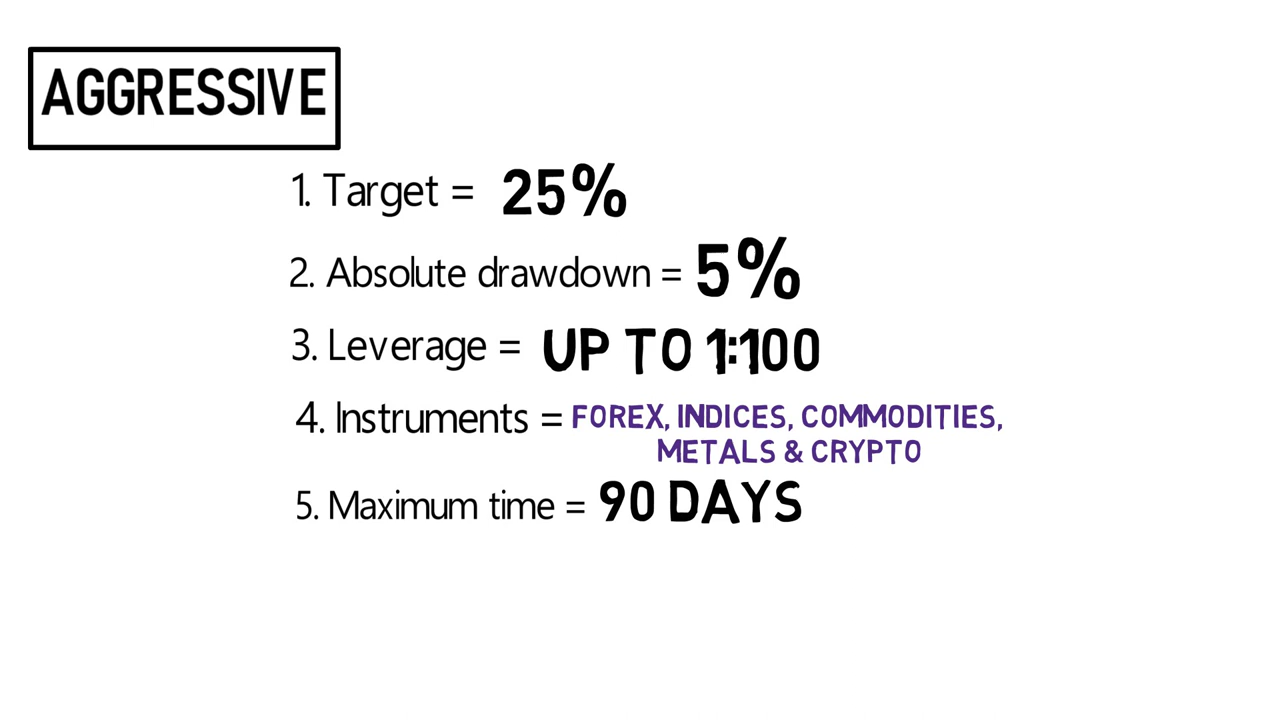 AGGRESSIVE
1. Target = 25%
2. Absolute drawdown = 5%
3. Leverage = UP TO 1:100
4. Instruments = FOREX, INDICES, COMMODITIES,
METALS & CRYPTO
5. Maximum time = 90 DAYS